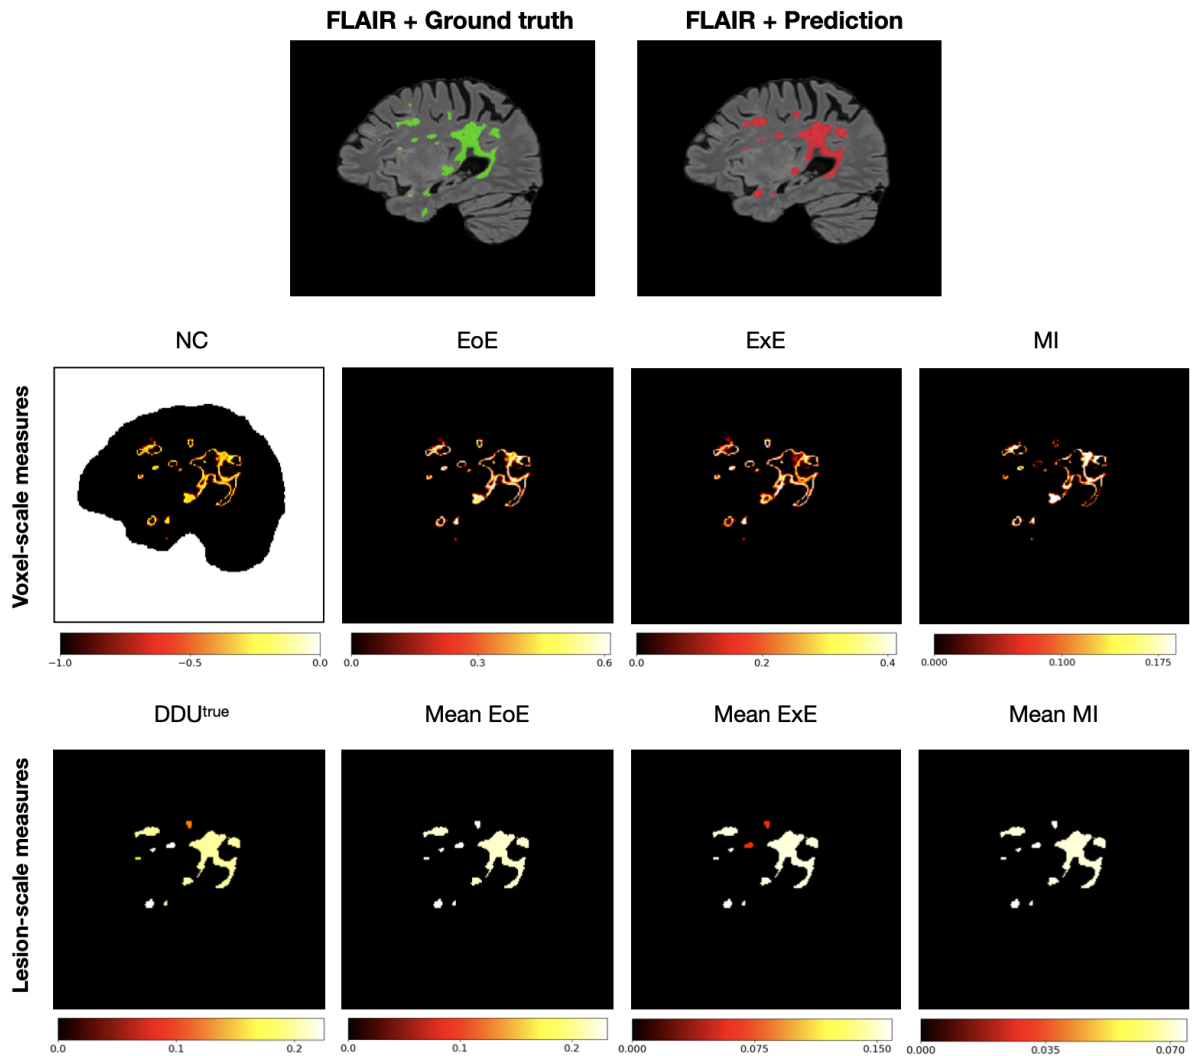 FLAIR + Ground truth FLAIR + Prediction
NC EoE ExE MI
Voxel-scale measures
−1.0 −0.5 0.0 0.0 0.3 0.6 0.0 0.2 0.4 0.000 0.100 0.175
DDUtrue Mean EoE Mean ExE Mean MI
Lesion-scale measures
0.0 0.1 0.2 0.0 0.1 0.2 0.000 0.075 0.150 0.000 0.035 0.070